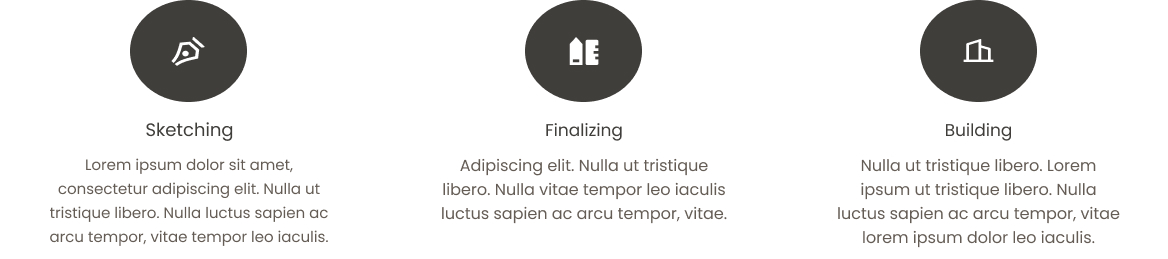 Sketching
Lorem ipsum dolor sit amet,
consectetur adipiscing elit. Nulla ut
tristique libero. Nulla luctus sapien ac
arcu tempor, vitae tempor leo iaculis.
Finalizing
Adipiscing elit. Nulla ut tristique
libero. Nulla vitae tempor leo iaculis
luctus sapien ac arcu tempor, vitae.
Building
Nulla ut tristique libero. Lorem
ipsum ut tristique libero. Nulla
luctus sapien ac arcu tempor, vitae
lorem ipsum dolor leo iaculis.